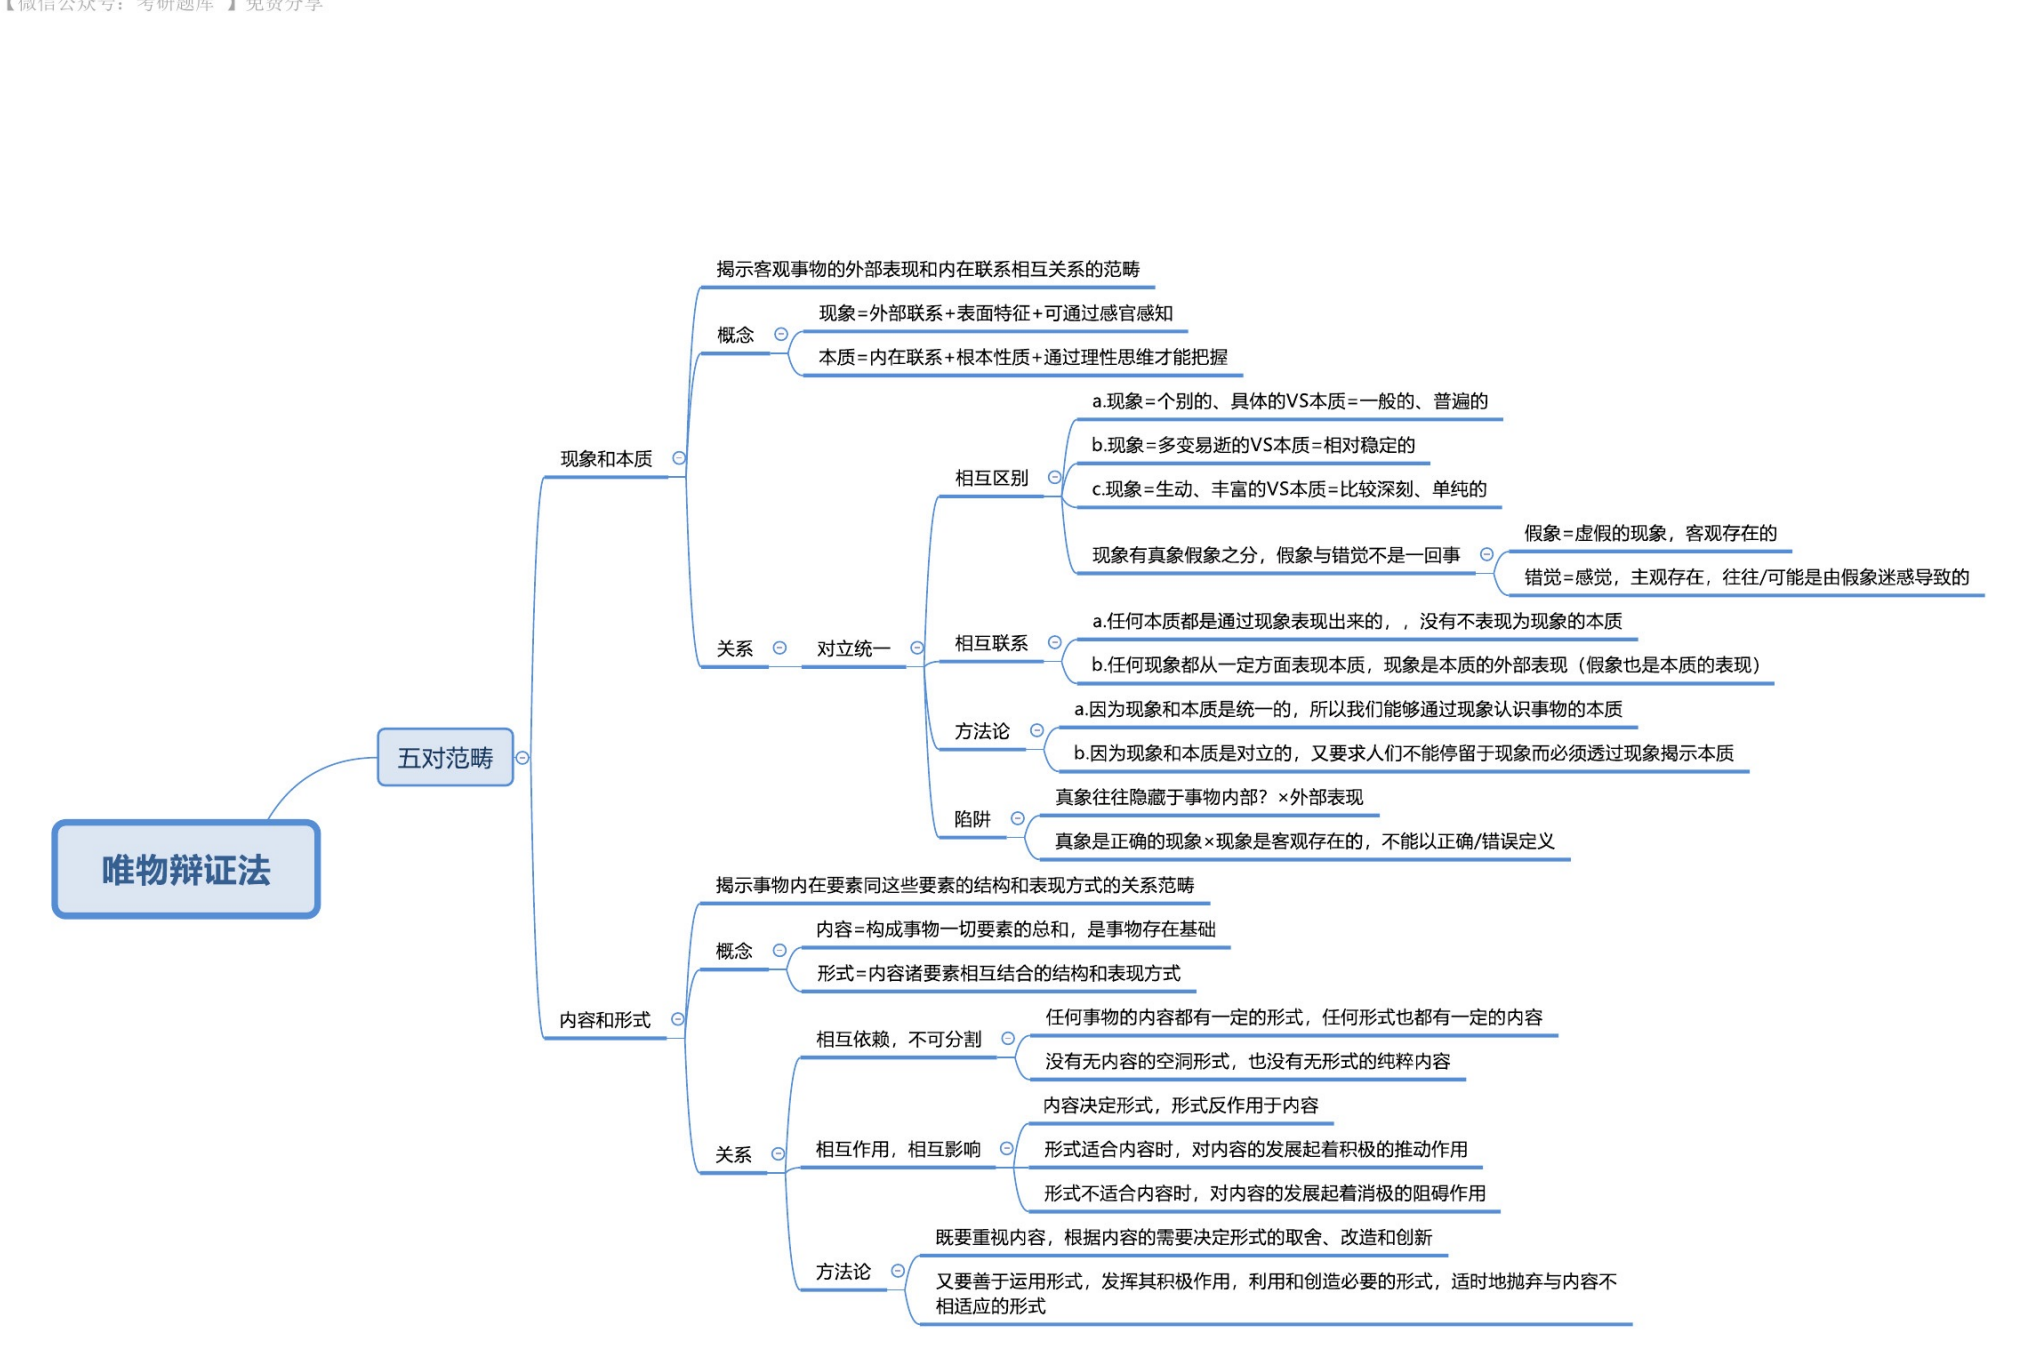 【微信公众号：考研题库 】免费分享
揭示客观事物的外部表现和内在联系相互关系的范畴
现象=外部联系+表面特征+可通过感官感知
概念
本质=内在联系+根本性质+通过理性思维才能把握
a.现象=个别的、具体的VS本质=一般的、普遍的
b.现象=多变易逝的VS本质=相对稳定的
现象和本质
相互区别
c.现象=生动、丰富的VS本质=比较深刻、单纯的
假象=虚假的现象，客观存在的
现象有真象假象之分，假象与错觉不是一回事
错觉=感觉，主观存在，往往/可能是由假象迷惑导致的
a.任何本质都是通过现象表现出来的，，没有不表现为现象的本质
关系
对立统一
相互联系
b.任何现象都从一定方面表现本质，现象是本质的外部表现（假象也是本质的表现）
a.因为现象和本质是统一的，所以我们能够通过现象认识事物的本质
方法论
b.因为现象和本质是对立的，又要求人们不能停留于现象而必须透过现象揭示本质
五对范畴
真象往往隐藏于事物内部？×外部表现
陷阱
真象是正确的现象×现象是客观存在的，不能以正确/错误定义
唯物辩证法
揭示事物内在要素同这些要素的结构和表现方式的关系范畴
内容=构成事物一切要素的总和，是事物存在基础
概念
形式=内容诸要素相互结合的结构和表现方式
内容和形式
任何事物的内容都有一定的形式，任何形式也都有一定的内容
相互依赖，不可分割
没有无内容的空洞形式，也没有无形式的纯粹内容
内容决定形式，形式反作用于内容
关系
相互作用，相互影响
形式适合内容时，对内容的发展起着积极的推动作用
形式不适合内容时，对内容的发展起着消极的阻碍作用
既要重视内容，根据内容的需要决定形式的取舍、改造和创新
方法论
又要善于运用形式，发挥其积极作用，利用和创造必要的形式，适时地抛弃与内容不
相适应的形式